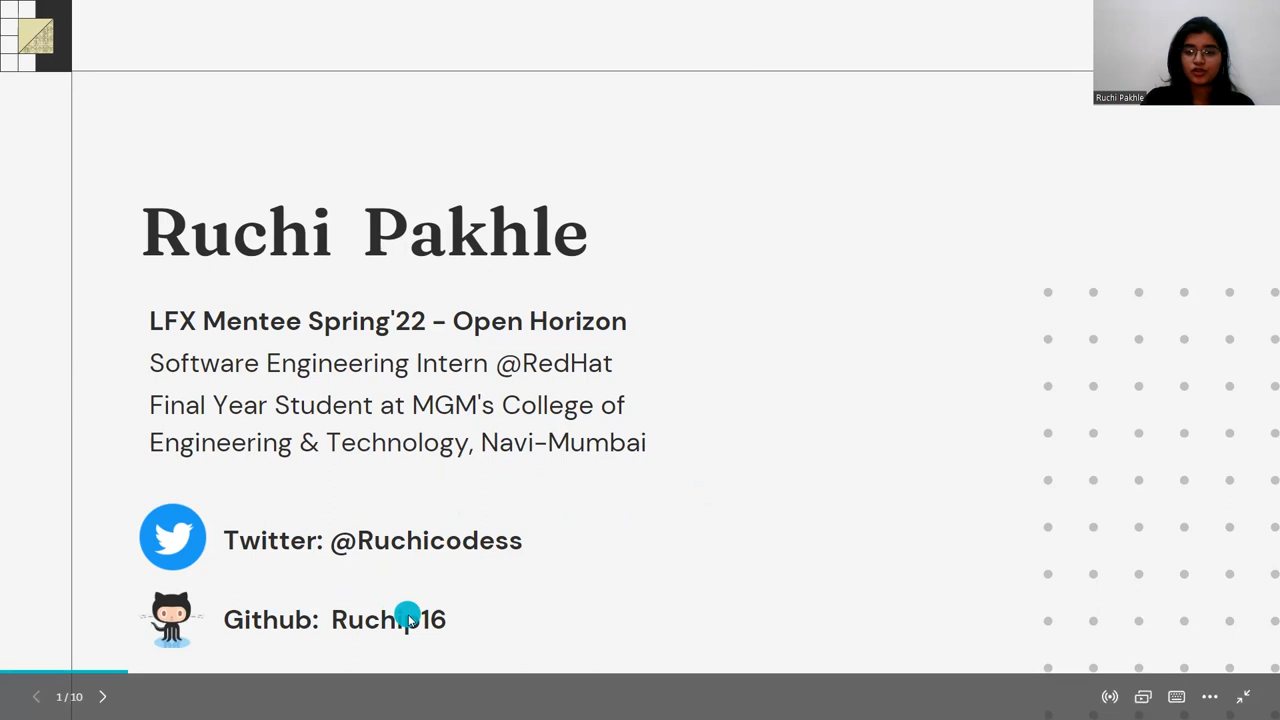 Ruchi Pakhle
Ruchi Pakhle
LFX Mentee Spring'22 - Open Horizon
Software Engineering Intern @RedHat
Final Year Student at MGM's College of
Engineering & Technology, Navi-Mumbai
Twitter: @Ruchicodess
Github: Ruchip16
1 / 10